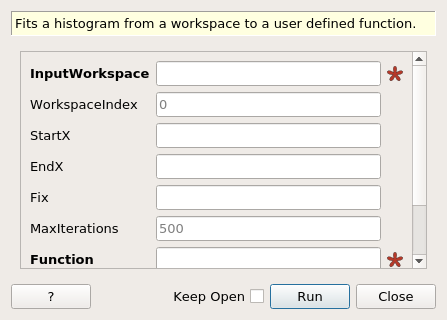 Fits a histogram from a workspace to a user defined function.
InputWorkspace
WorkspaceIndex 0
StartX
EndX
Fix
MaxIterations 500
Function
? Keep Open Run Close